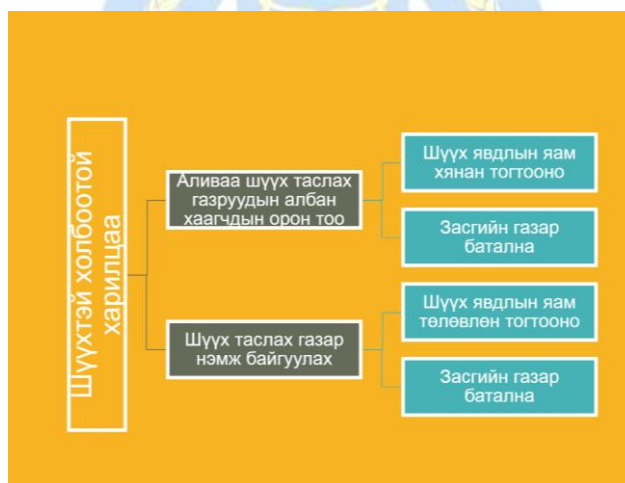 Шүүхтэй холбоотой
харилцаа
Аливаа шүүх таслах
газруудын албан
хаагчдын орон тоо
Шүүх явдлын яам
хянан тогтооно
Засгийн газар
батална
Шүүх таслах газар
нэмж байгуулах
Шүүх явдлын яам
төлөвлөн тогтооно
Засгийн газар
батална